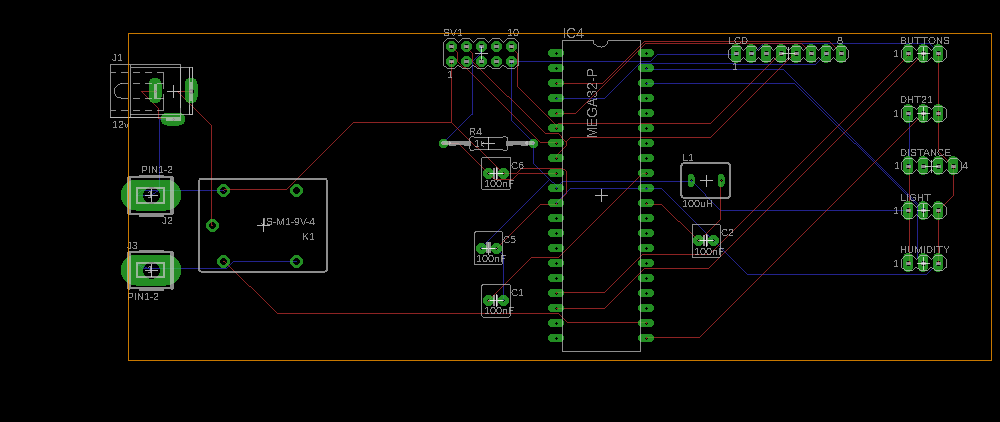 IC4
SV1
10
1
LCD
8
1
BUTTONS
1
J1
12v
MEGA32-P
DHT21
1
R4
1k
C6
100nF
L1
100uH
DISTANCE
1
4
PIN1-2
J2
JS-M1-9V-4
K1
LIGHT
1
J3
PIN1-2
C5
100nF
C2
100nF
HUMIDITY
1
C1
100nF